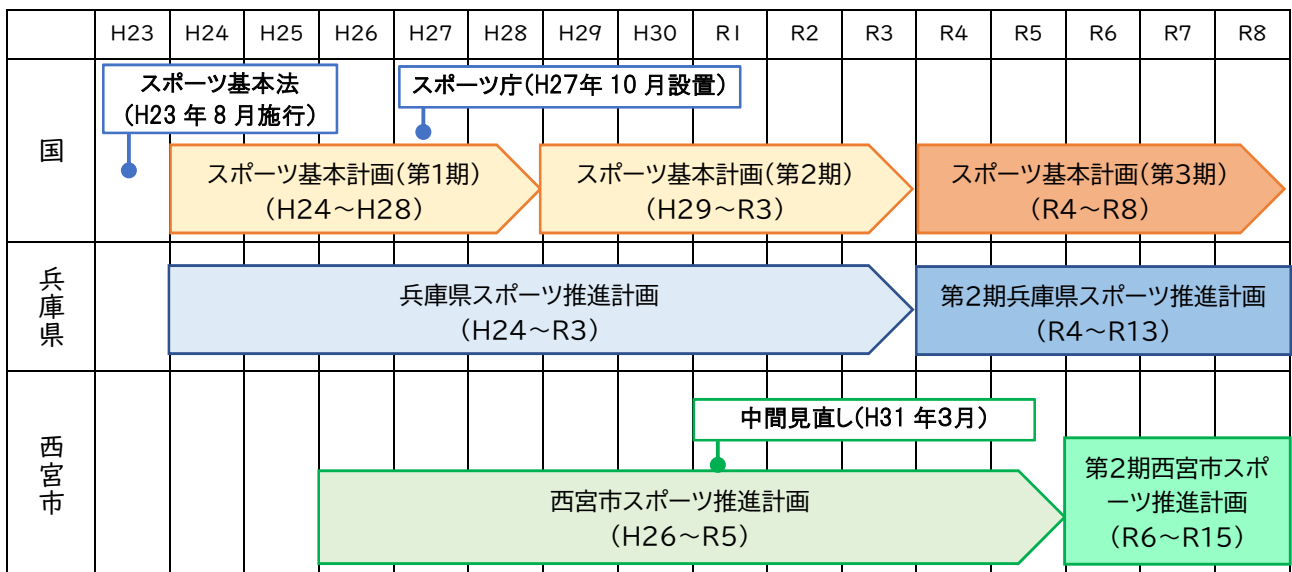 H23 H24 H25 H26 H27 H28 H29 H30 R1 R2 R3 R4 R5 R6 R7 R8
国
スポーツ基本法
(H23年8月施行)
スポーツ庁(H27年10月設置)
スポーツ基本計画(第1期)
(H24～H28)
スポーツ基本計画(第2期)
(H29～R3)
スポーツ基本計画(第3期)
(R4～R8)
兵庫県
兵庫県スポーツ推進計画
(H24～R3)
第2期兵庫県スポーツ推進計画
(R4～R13)
西宮市
中間見直し(H31年3月)
西宮市スポーツ推進計画
(H26～R5)
第2期西宮市スポ
ーツ推進計画
(R6～R15)